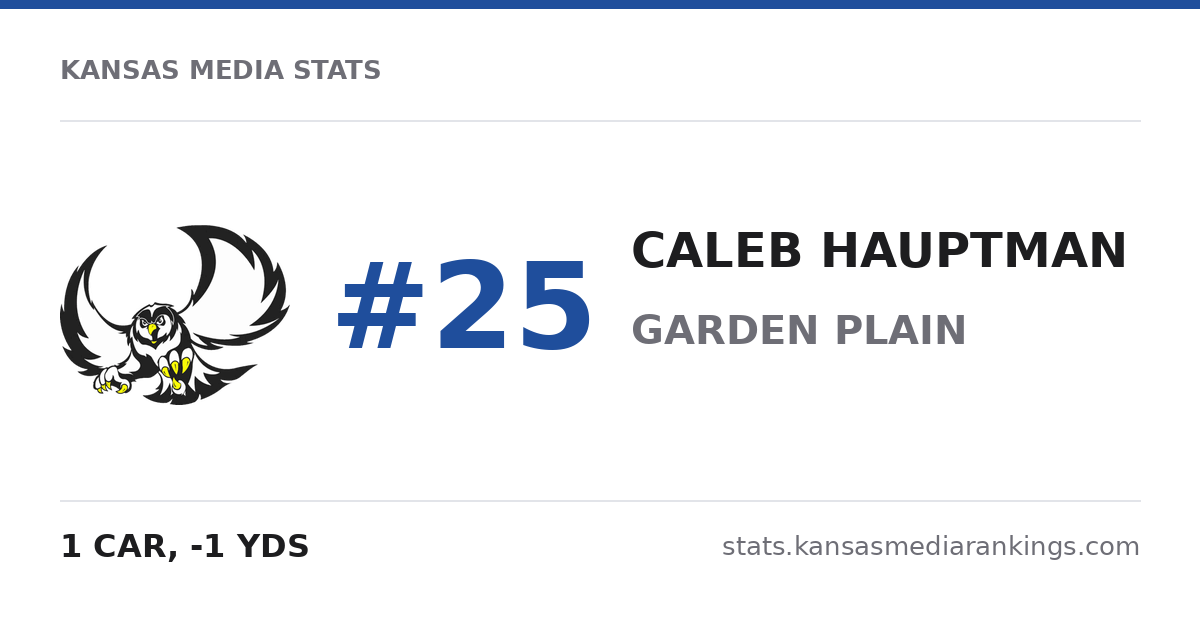 KANSAS MEDIA STATS
#25
CALEB HAUPTMAN
GARDEN PLAIN
1 CAR, -1 YDS
stats.kansasmediarankings.com